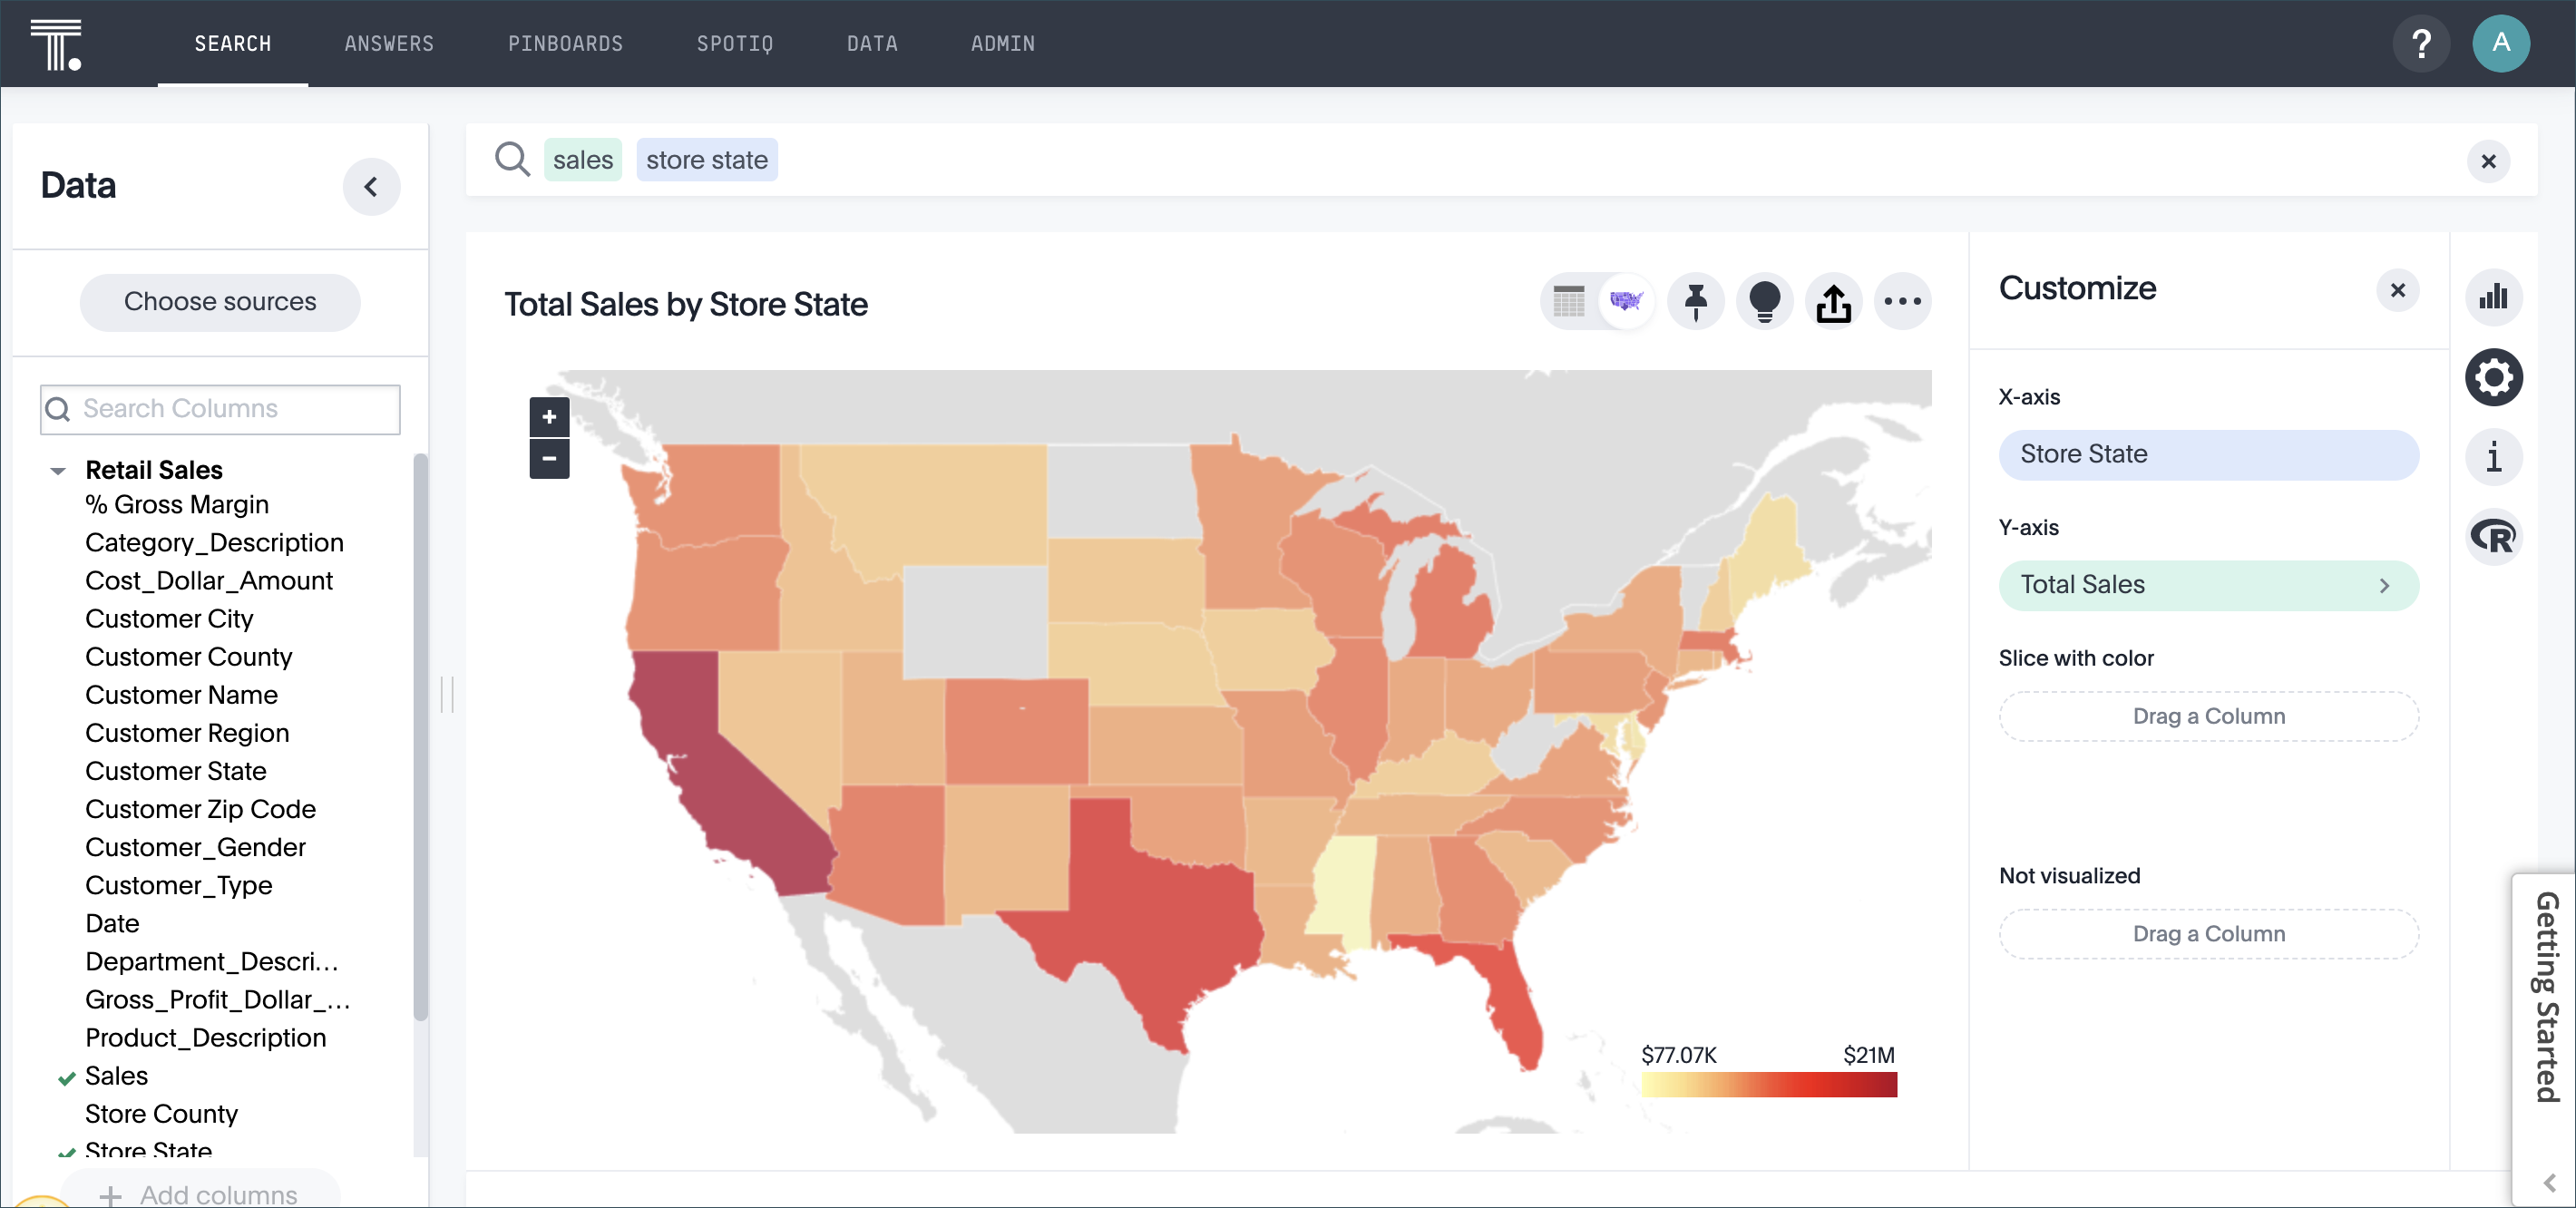 SEARCH ANSWERS PINBOARDS SPOTIQ DATA ADMIN ? A
Data
sales store state
Choose sources
Search Columns
Retail Sales
% Gross Margin
Category_Description
Cost_Dollar_Amount
Customer City
Customer County
Customer Name
Customer Region
Customer State
Customer Zip Code
Customer_Gender
Customer_Type
Date
Department_Descri...
Gross_Profit_Dollar_...
Product_Description
Sales
Store County
Store State
+ Add columns
Total Sales by Store State
+
−
$77.07K $21M
Customize
X-axis
Store State
Y-axis
Total Sales
Slice with color
Drag a Column
Not visualized
Drag a Column
i
R
Getting Started